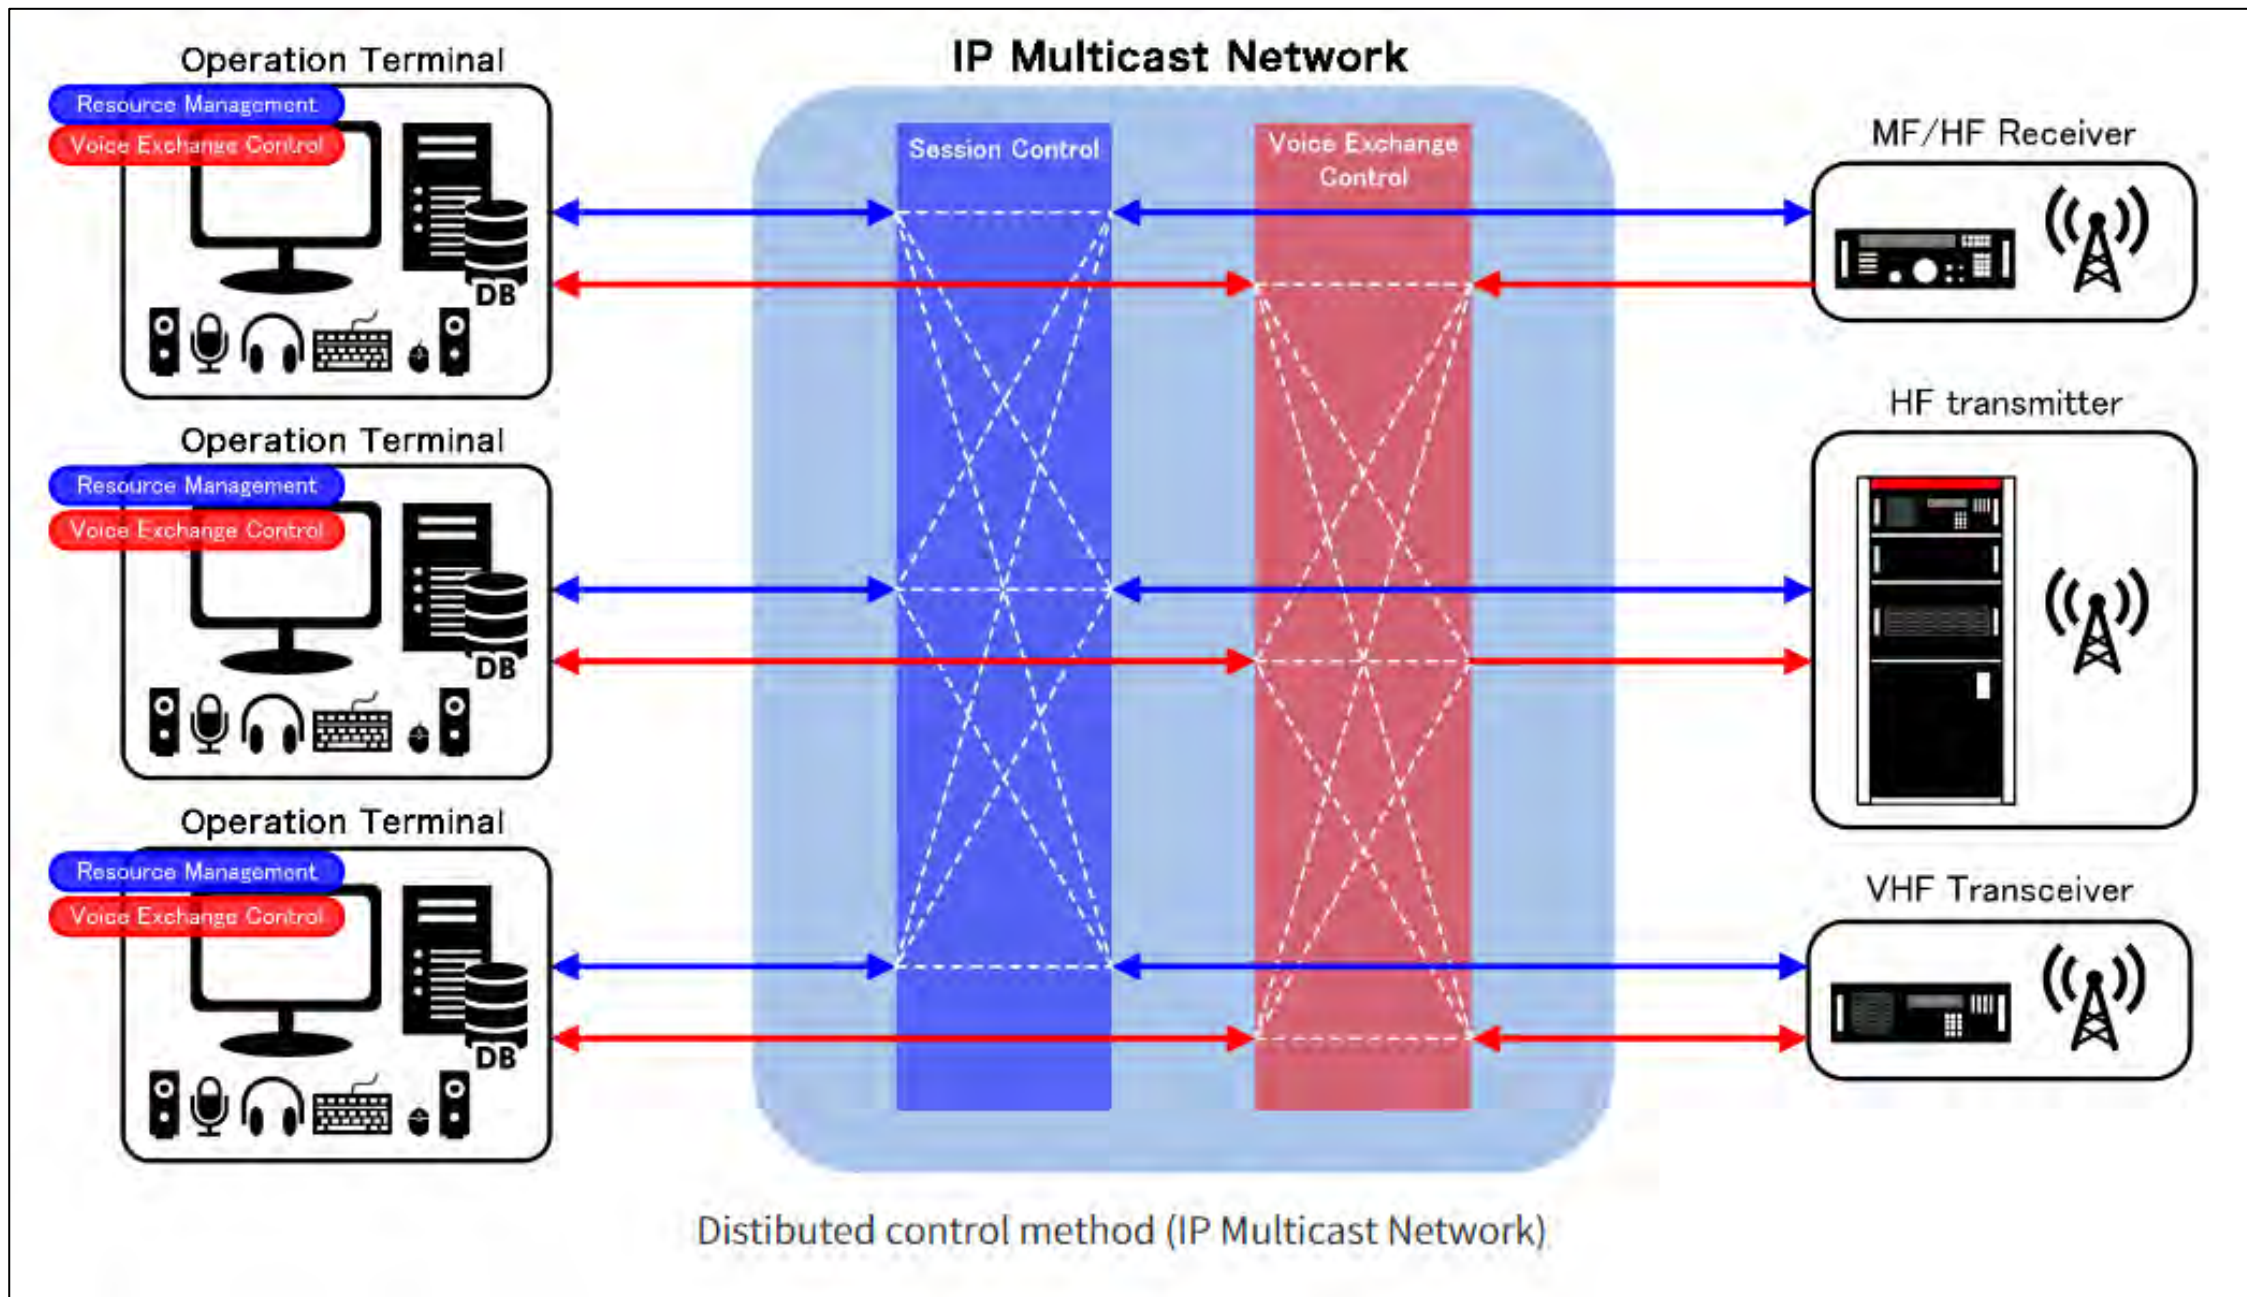 Operation Terminal
Resource Management
Voice Exchange Control
DB
Operation Terminal
Resource Management
Voice Exchange Control
DB
Operation Terminal
Resource Management
Voice Exchange Control
DB
IP Multicast Network
Session Control
Voice Exchange
Control
MF/HF Receiver
HF transmitter
VHF Transceiver
Distibuted control method (IP Multicast Network)